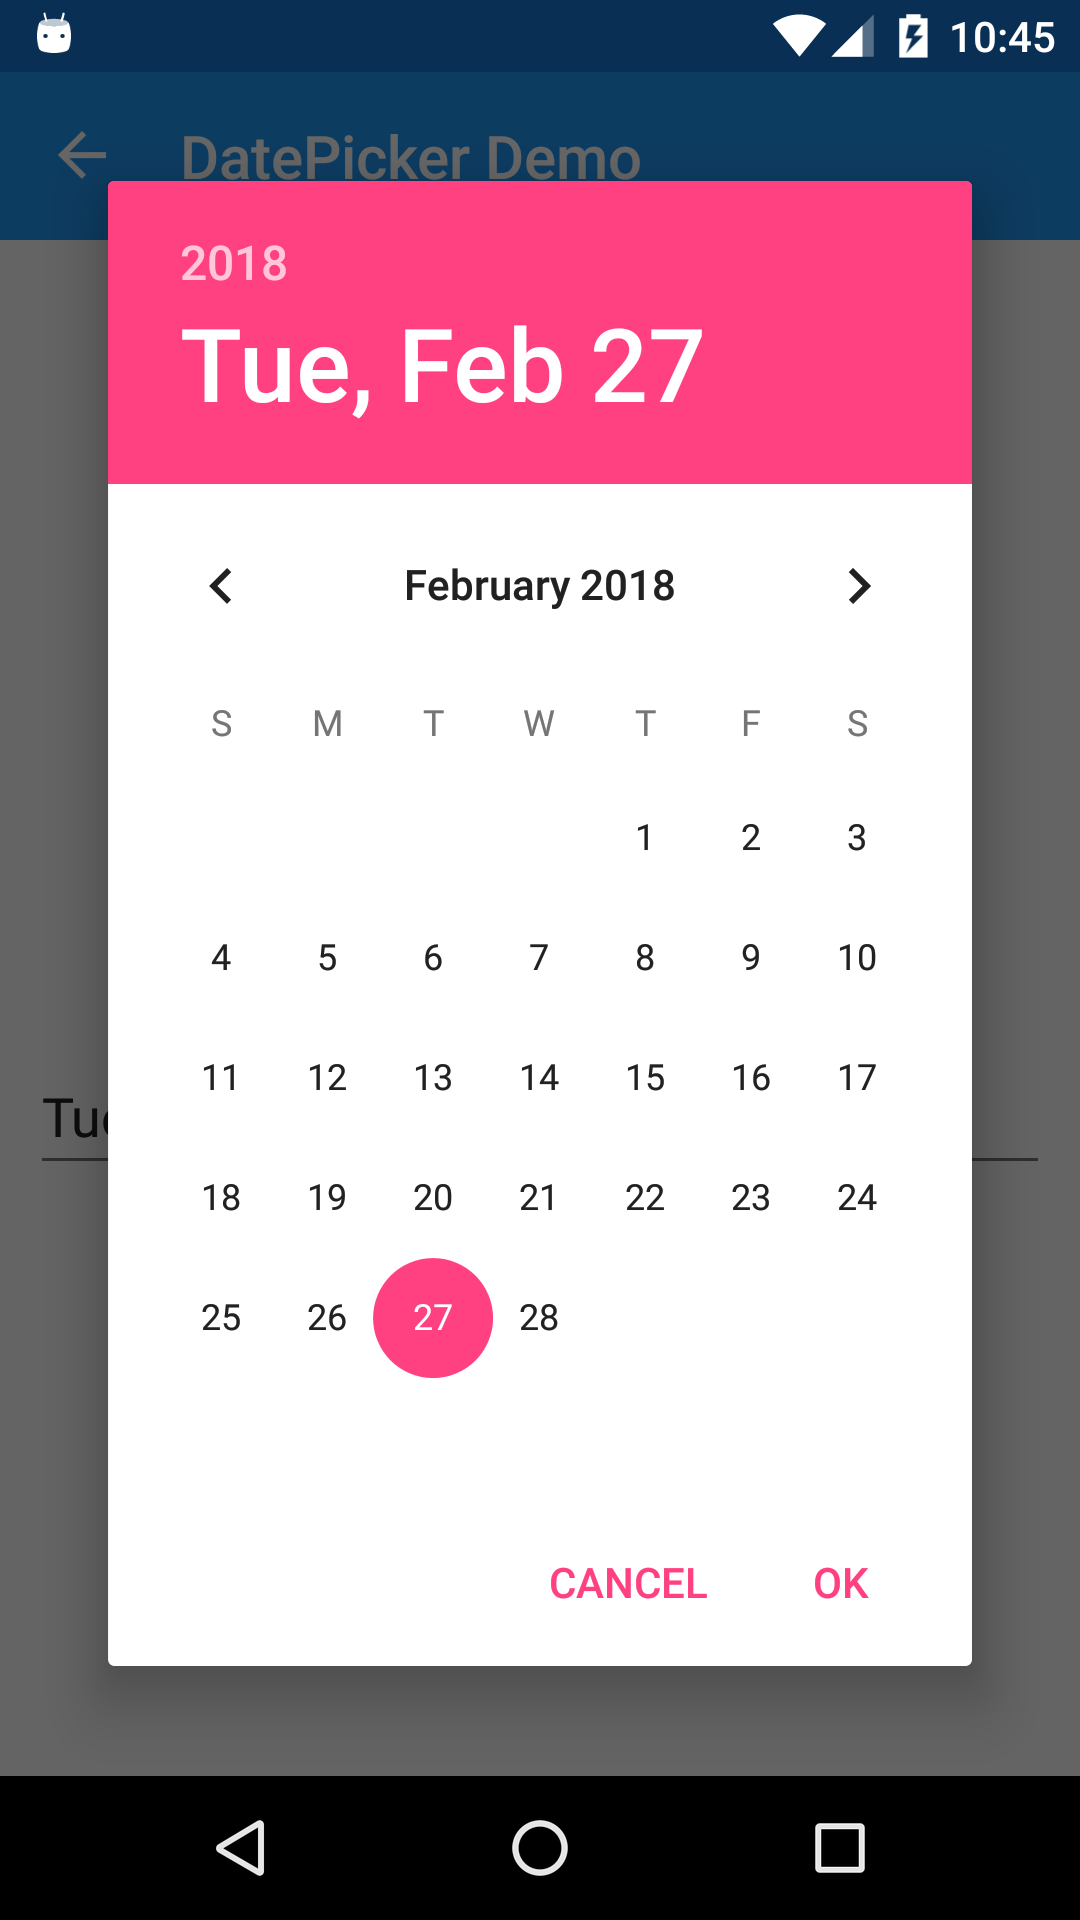 10:45
DatePicker Demo
2018
Tue, Feb 27
February 2018
S M T W T F S
1 2 3
4 5 6 7 8 9 10
11 12 13 14 15 16 17
18 19 20 21 22 23 24
25 26 27 28
CANCEL OK